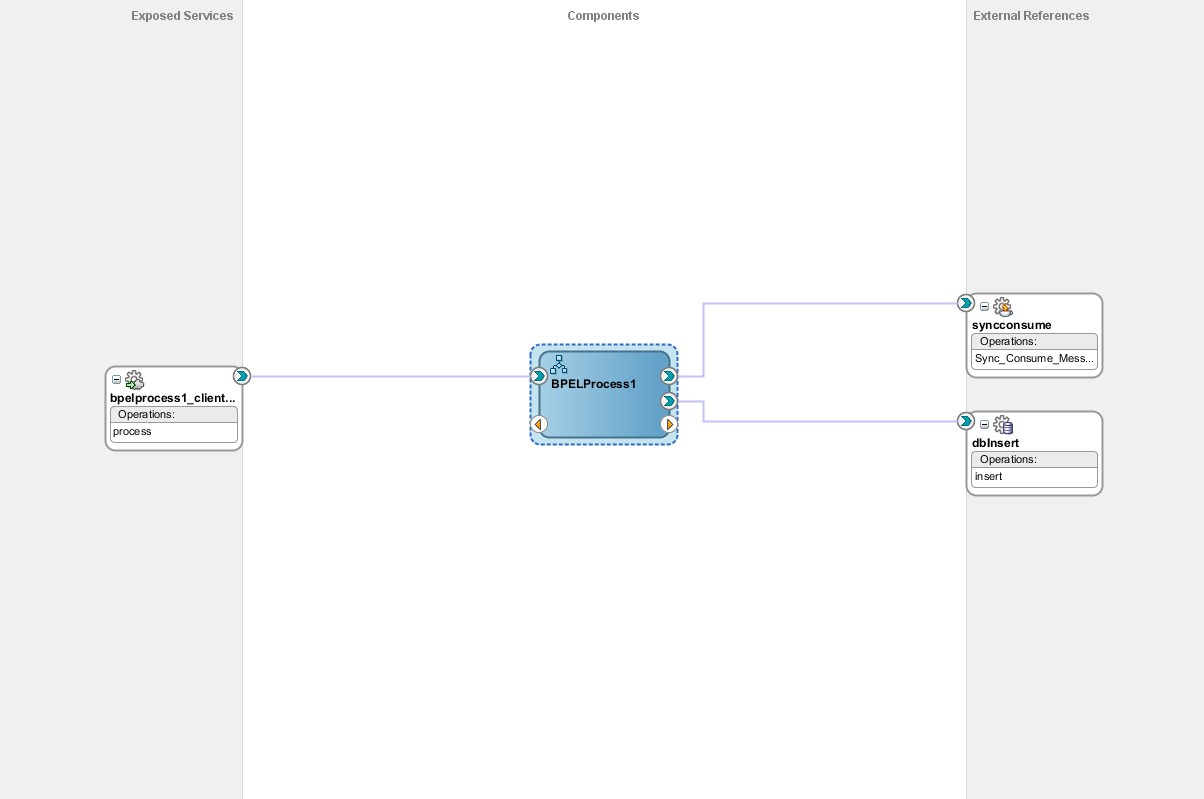 Exposed Services
Components
External References
bpelprocess1_client...
Operations:
process
BPELProcess1
syncconsume
Operations:
Sync_Consume_Mess...
dbInsert
Operations:
insert